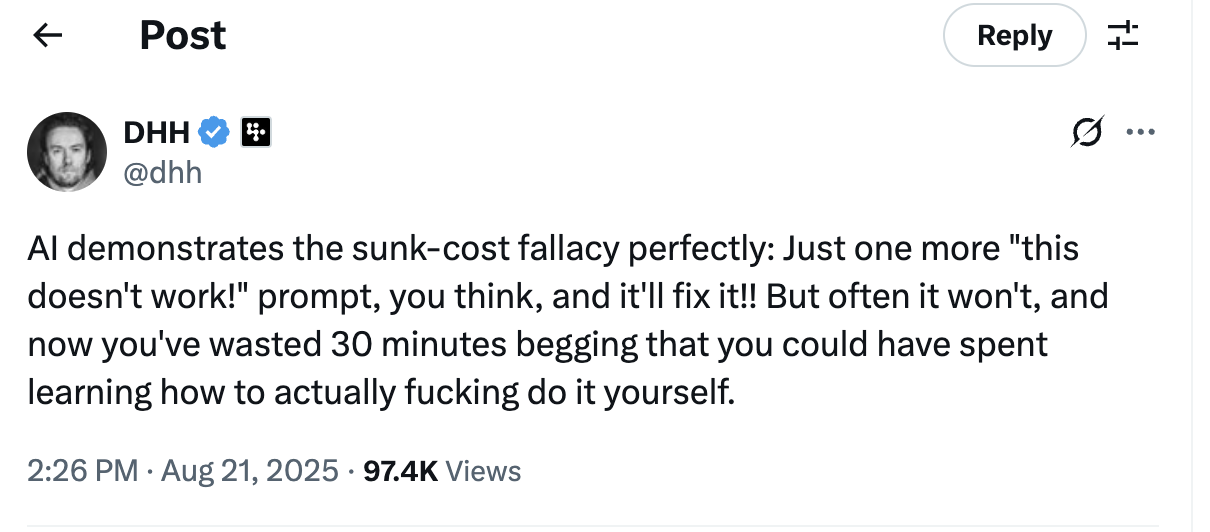 Post
Reply
DHH
@dhh
AI demonstrates the sunk-cost fallacy perfectly: Just one more "this
doesn't work!" prompt, you think, and it'll fix it!! But often it won't, and
now you've wasted 30 minutes begging that you could have spent
learning how to actually fucking do it yourself.
2:26 PM · Aug 21, 2025 · 97.4K Views